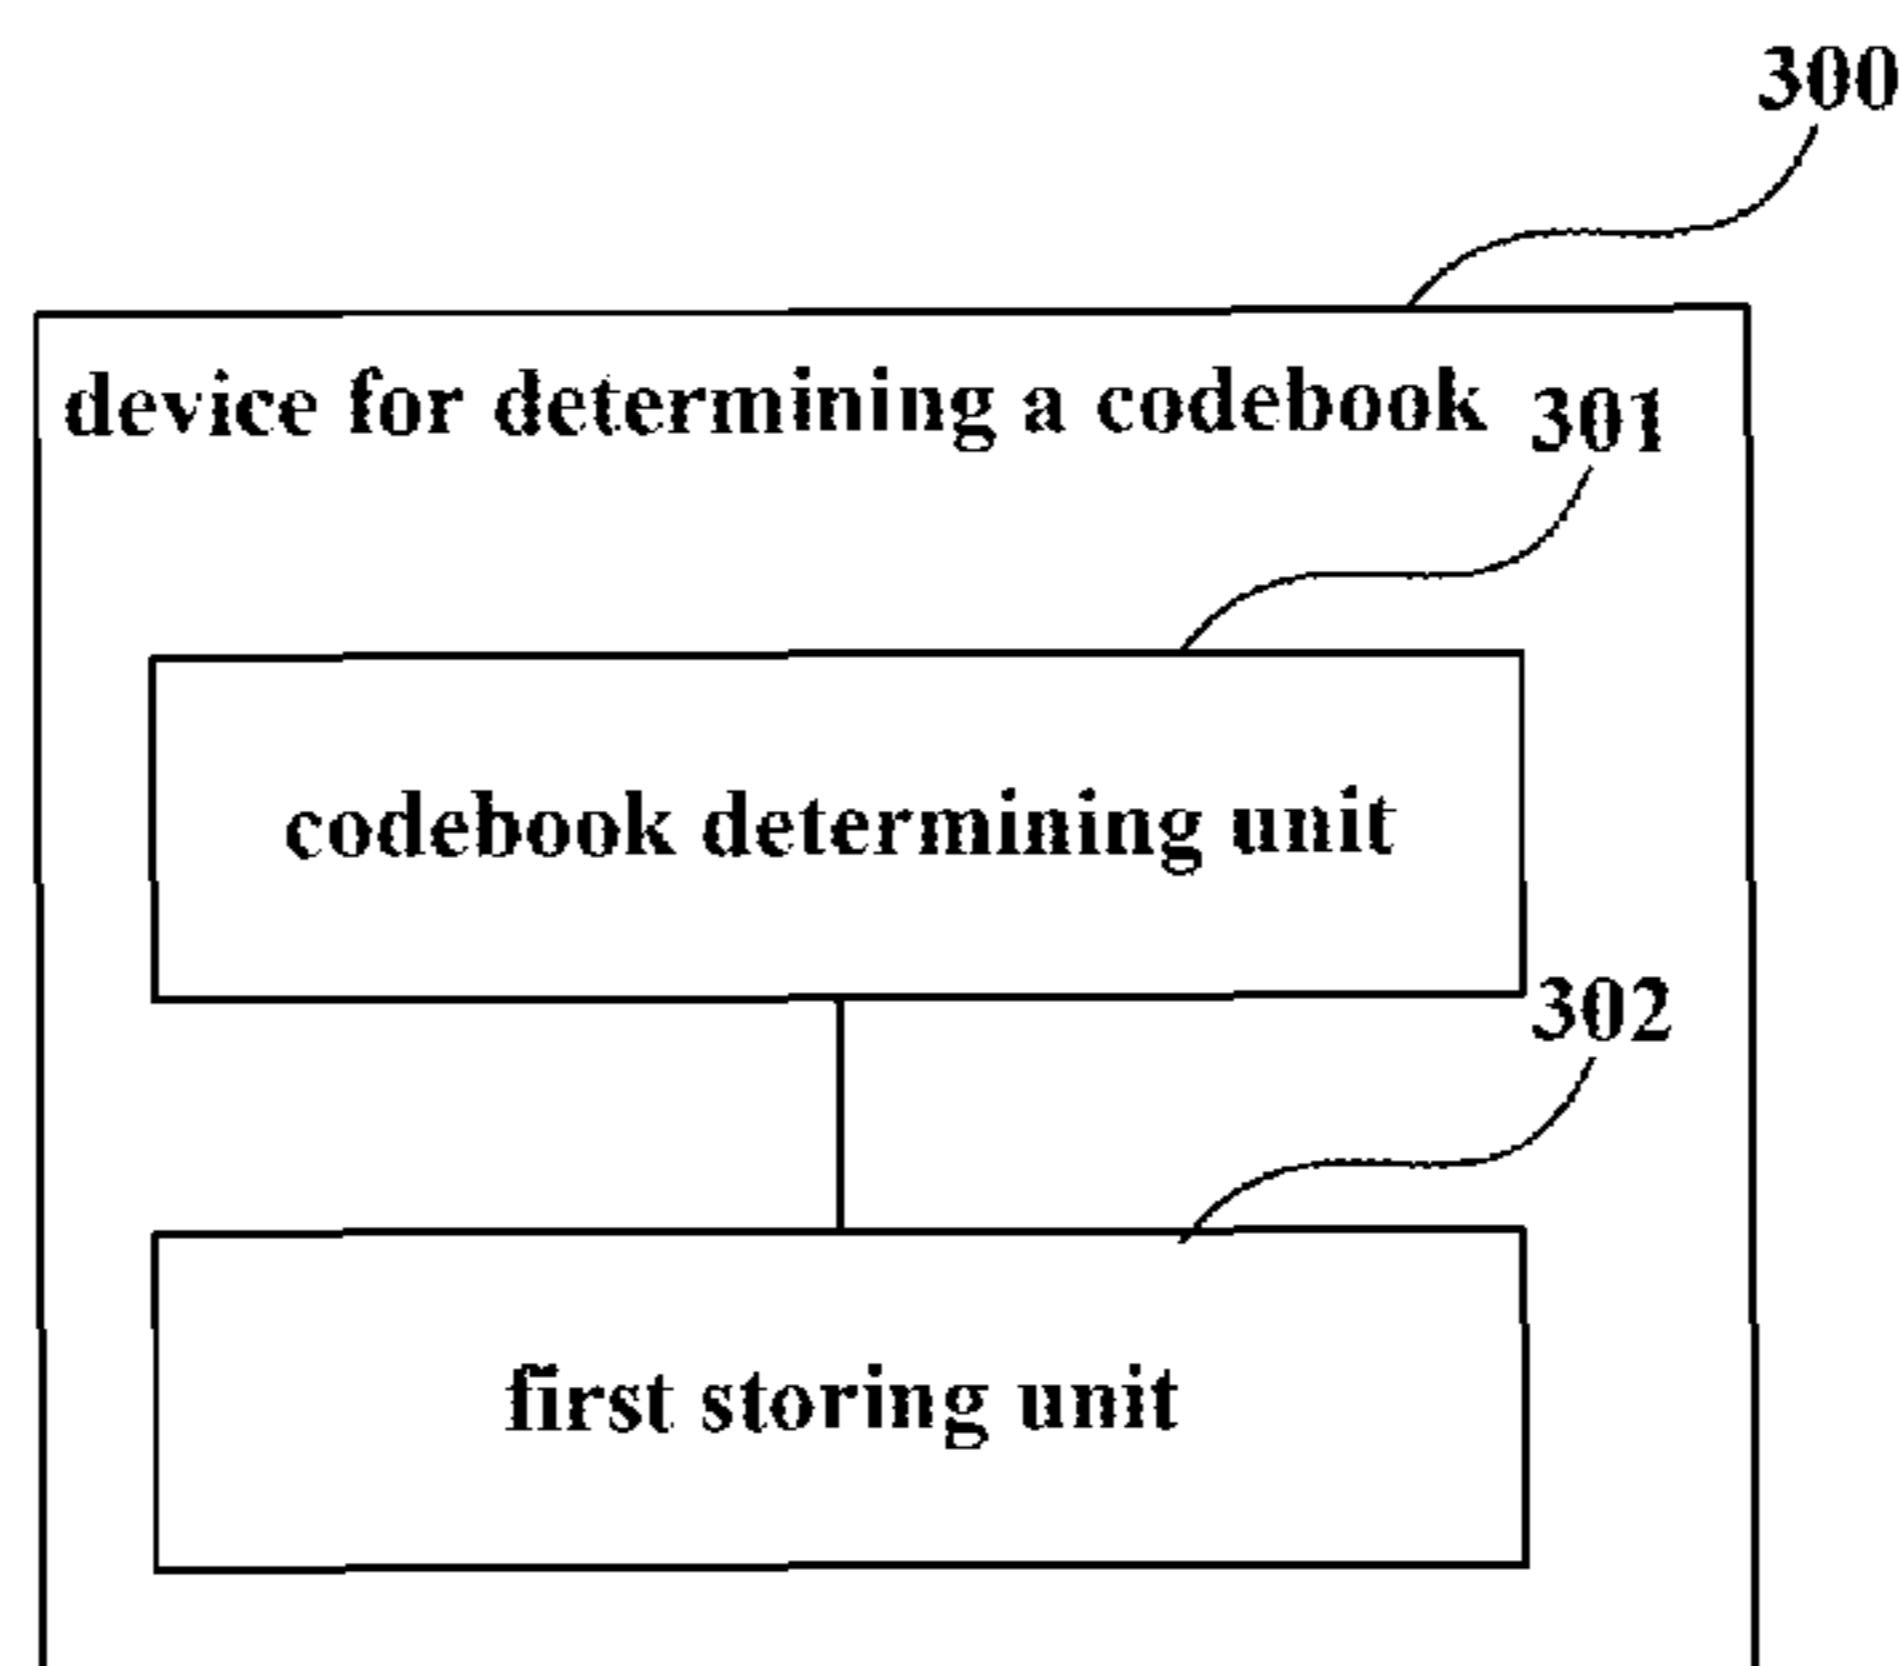 300
device for determining a codebook 301
codebook determining unit
302
first storing unit